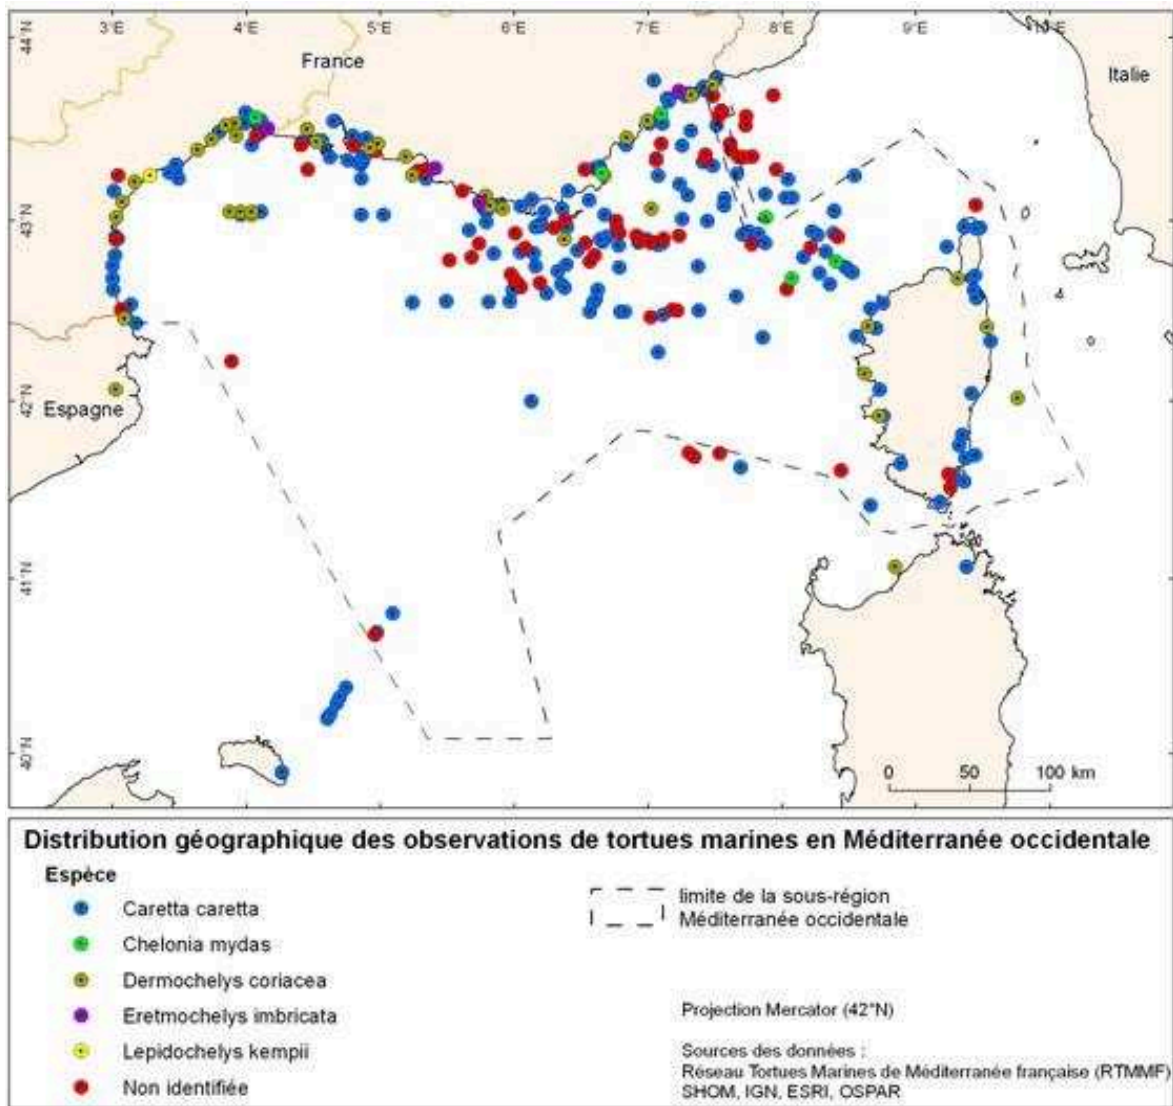 3°E 4°E 5°E 6°E 7°E 8°E 9°E 10°E
44°N
France
Italie
43°N
42°N
Espagne
41°N
40°N
0 50 100 km
Distribution géographique des observations de tortues marines en Méditerranée occidentale
Espèce
Caretta caretta
Chelonia mydas
Dermochelys coriacea
Eretmochelys imbricata
Lepidochelys kempii
Non identifiée
limite de la sous-région
Méditerranée occidentale
Projection Mercator (42°N)
Sources des données :
Réseau Tortues Marines de Méditerranée française (RTMMF)
SHOM, IGN, ESRI, OSPAR